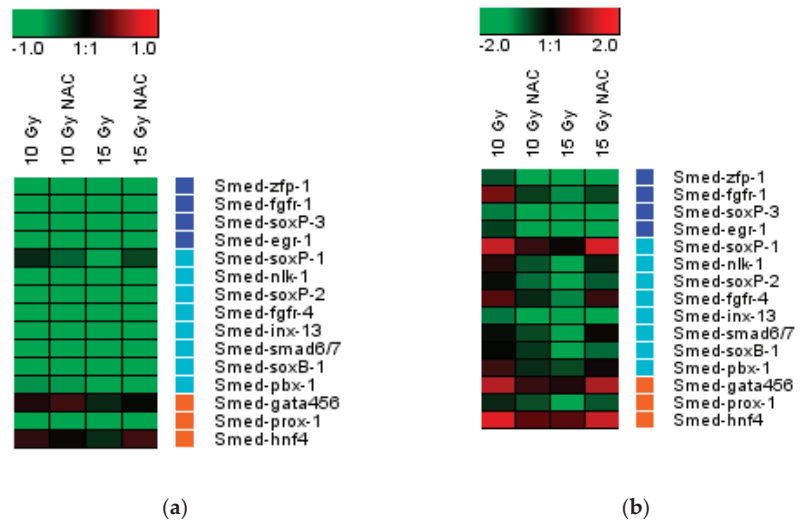 -1.0 1:1 1.0
10 Gy
10 Gy NAC
15 Gy
15 Gy NAC
Smed-zfp-1
Smed-fgfr-1
Smed-soxP-3
Smed-egr-1
Smed-soxP-1
Smed-nlk-1
Smed-soxP-2
Smed-fgfr-4
Smed-inx-13
Smed-smad6/7
Smed-soxB-1
Smed-pbx-1
Smed-gata456
Smed-prox-1
Smed-hnf4
(a)
-2.0 1:1 2.0
10 Gy
10 Gy NAC
15 Gy
15 Gy NAC
Smed-zfp-1
Smed-fgfr-1
Smed-soxP-3
Smed-egr-1
Smed-soxP-1
Smed-nlk-1
Smed-soxP-2
Smed-fgfr-4
Smed-inx-13
Smed-smad6/7
Smed-soxB-1
Smed-pbx-1
Smed-gata456
Smed-prox-1
Smed-hnf4
(b)